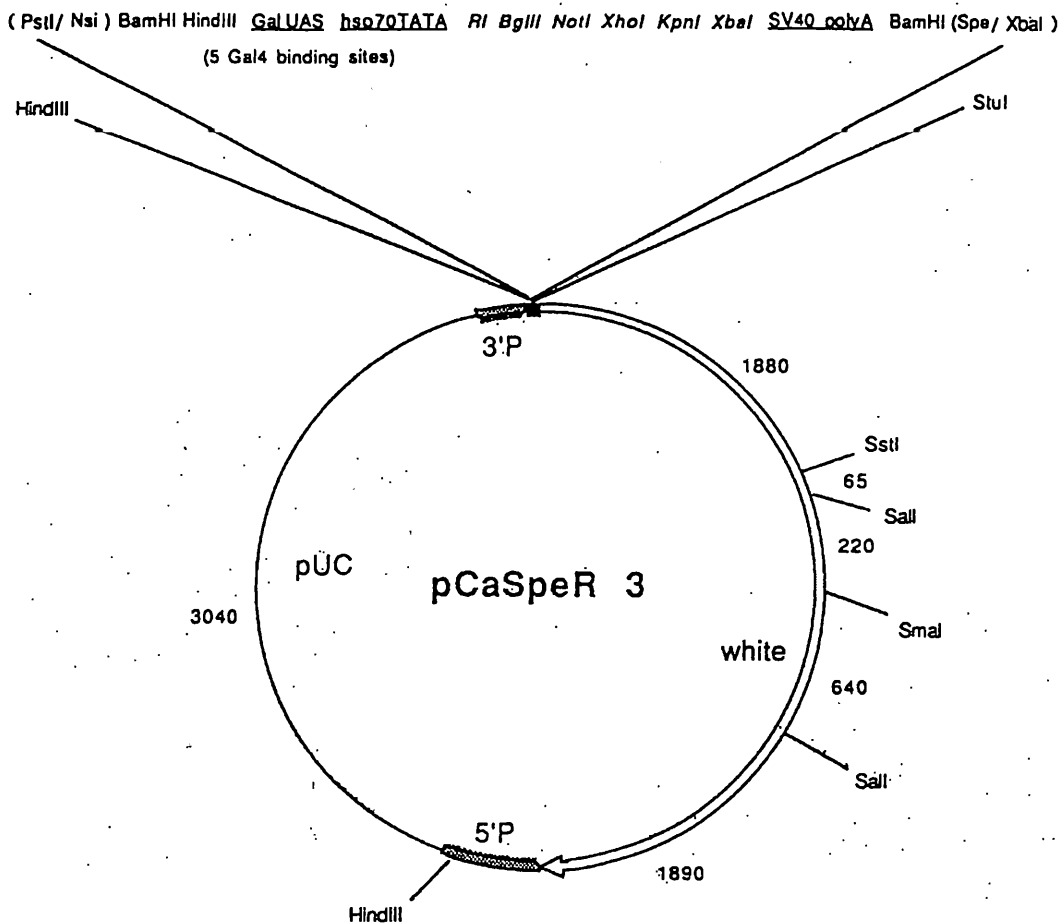 ( PstI/ Nsi ) BamHI HindIII Gal UAS hsp70TATA RI BglII NotI XhoI KpnI XbaI SV40 polyA BamHI (Spe/ XbaI )
(5 Gal4 binding sites)
HindIII
StuI
3'P
1880
SstI
65
SalI
220
pUC
pCaSpeR 3
3040
SmaI
white
640
SalI
5'P
1890
HindIII